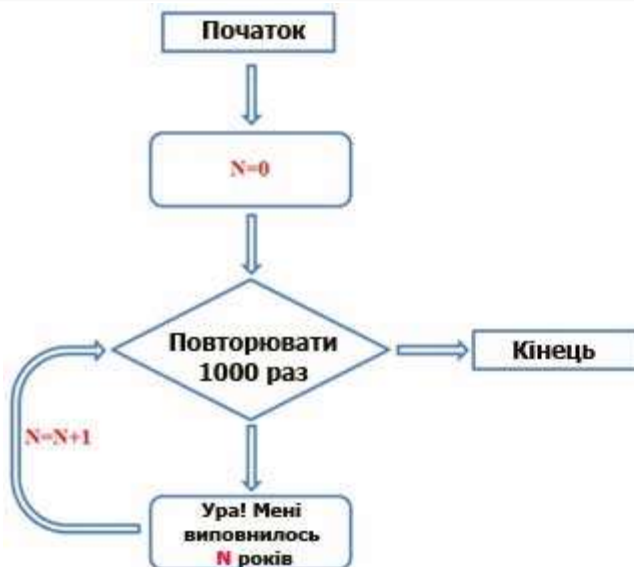 Початок
N=0
Повторювати
1000 раз
Кінець
N=N+1
Ура! Мені
виповнилось
N років